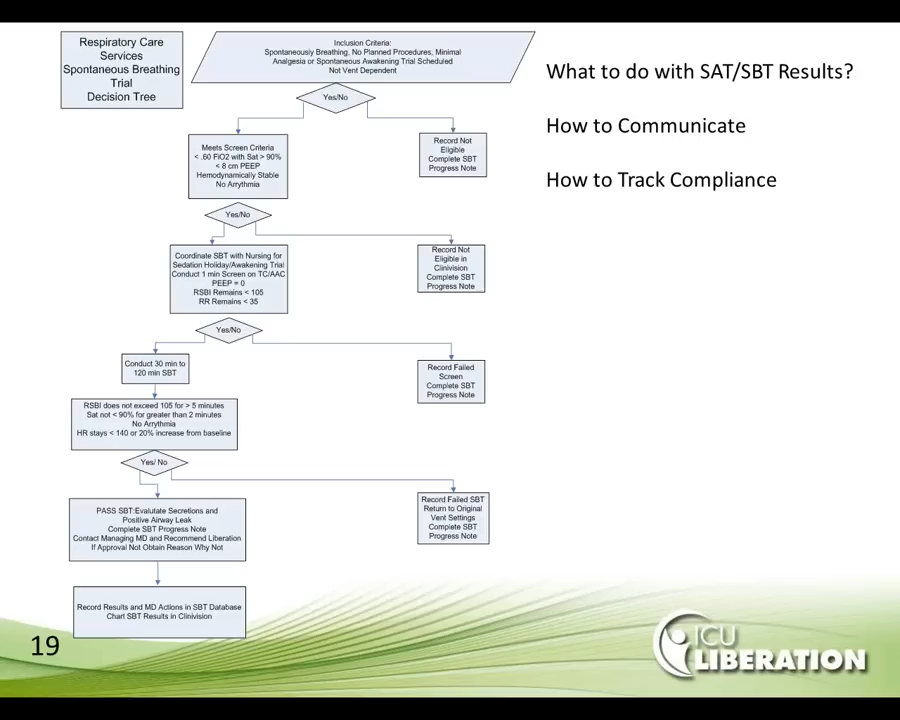 Respiratory Care
Services
Spontaneous Breathing
Trial
Decision Tree
Inclusion Criteria:
Spontaneously Breathing, No Planned Procedures, Minimal
Analgesia or Spontaneous Awakening Trial Scheduled
Not Vent Dependent
What to do with SAT/SBT Results?
How to Communicate
How to Track Compliance
Yes/No
Meets Screen Criteria
< .60 FiO2 with Sat > 90%
< 8 cm PEEP
Hemodynamically Stable
No Arrythmia
Record Not
Eligible
Complete SBT
Progress Note
Yes/No
Coordinate SBT with Nursing for
Sedation Holiday/Awakening Trial
Conduct 1 min Screen on TC/AAC
PEEP = 0
RSBI Remains < 105
RR Remains < 35
Record Not
Eligible in
Clinivision
Complete SBT
Progress Note
Yes/No
Conduct 30 min to
120 min SBT
Record Failed
Screen
Complete SBT
Progress Note
RSBI does not exceed 105 for > 5 minutes
Sat not < 90% for greater than 2 minutes
No Arrythmia
HR stays < 140 or 20% increase from baseline
Yes/ No
PASS SBT:Evalutate Secretions and
Positive Airway Leak
Complete SBT Progress Note
Contact Managing MD and Recommend Liberation
If Approval Not Obtain Reason Why Not
Record Failed SBT
Return to Original
Vent Settings
Complete SBT
Progress Note
Record Results and MD Actions in SBT Database
Chart SBT Results in Clinivision
19
ICU
LIBERATION